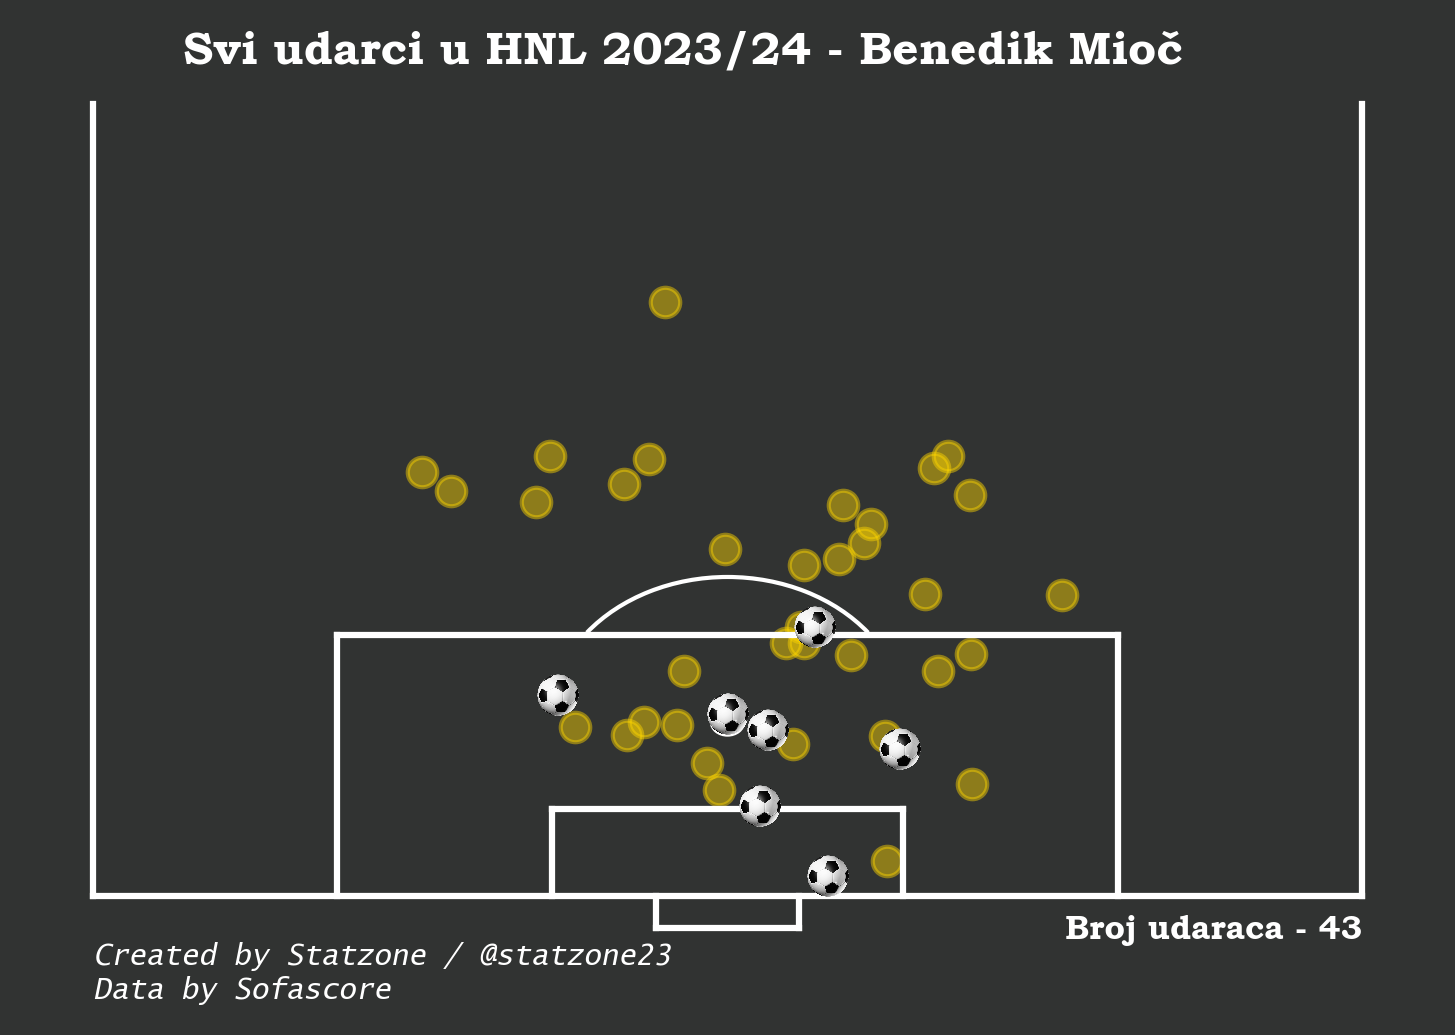 Svi udarci u HNL 2023/24 - Benedik Mioč
Broj udaraca - 43
Created by Statzone / @statzone23
Data by Sofascore